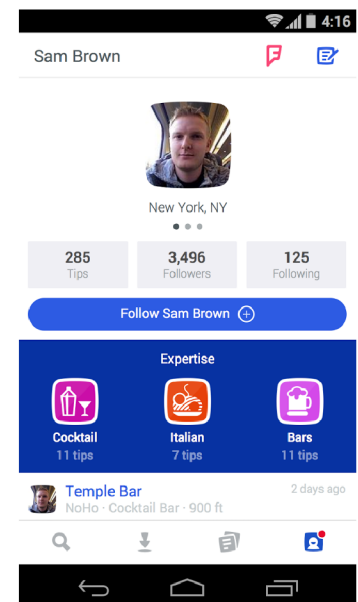 4:16
Sam Brown
New York, NY
285 3,496 125
Tips Followers Following
Follow Sam Brown
Expertise
Cocktail Italian Bars
11 tips 7 tips 11 tips
Temple Bar 2 days ago
NoHo · Cocktail Bar · 900 ft